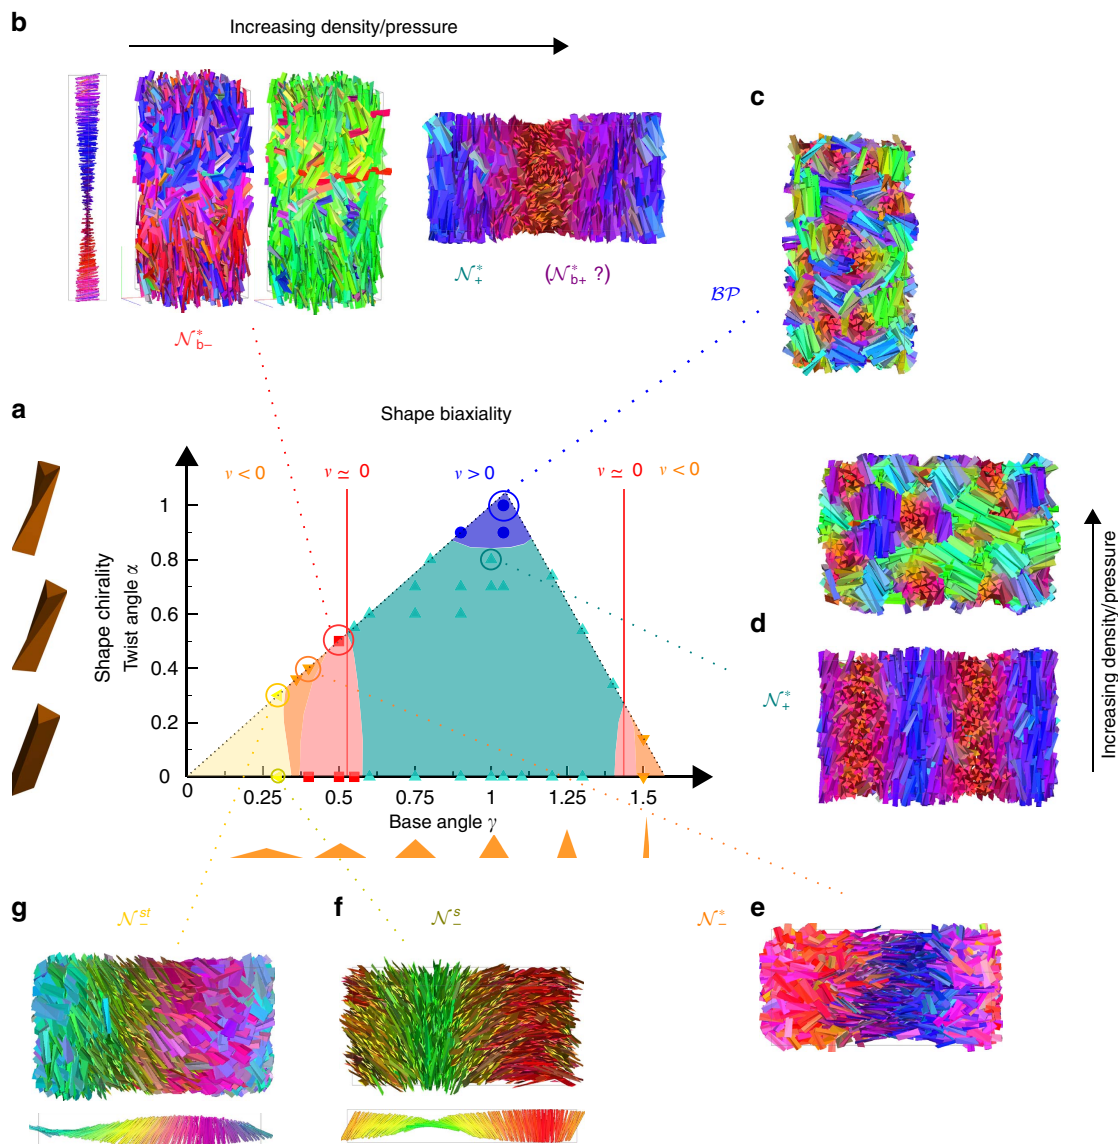 b
Increasing density/pressure
c
𝒩*₊
(𝒩*b+ ?)
ℬ𝒫
𝒩*b−
a
Shape biaxiality
ν < 0
ν ≃ 0
ν > 0
ν ≃ 0
ν < 0
Shape chirality
Twist angle α
1
0.8
0.6
0.4
0.2
0
0
0.25
0.5
0.75
1
1.25
1.5
Base angle γ
d
𝒩*₊
Increasing density/pressure
g
𝒩₋ˢᵗ
f
𝒩₋ˢ
𝒩*₋
e